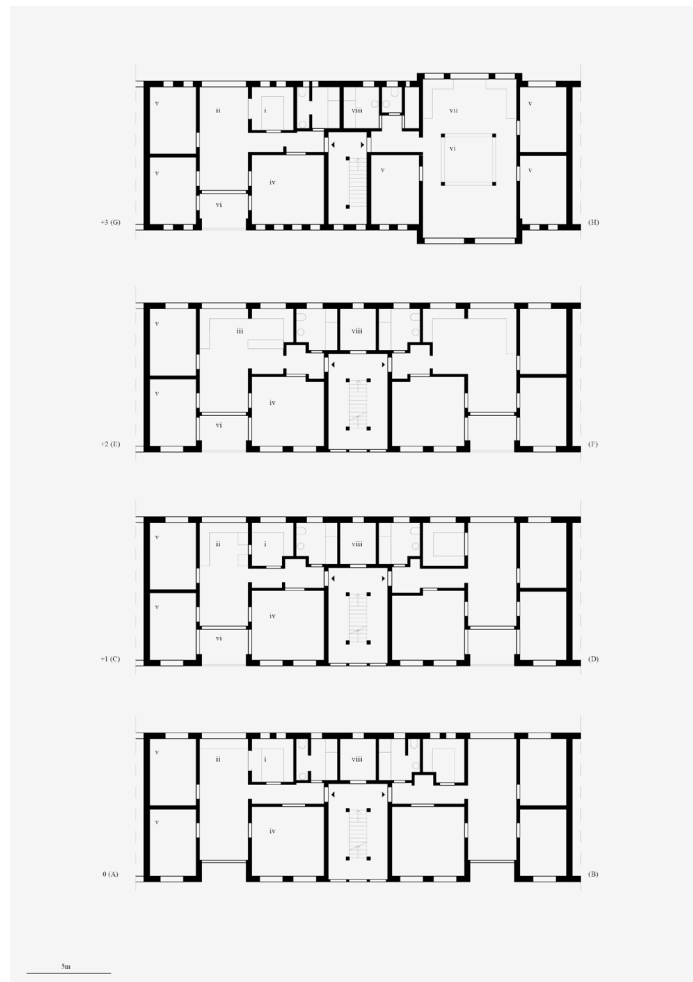 v ii i viii vii v
vi
v iv v v
vi
+3 (G) (H)
v iii viii
v iv
vi
+2 (E) (F)
v ii i viii
v iv
vi
+1 (C) (D)
v ii i viii
v iv
0 (A) (B)
5m